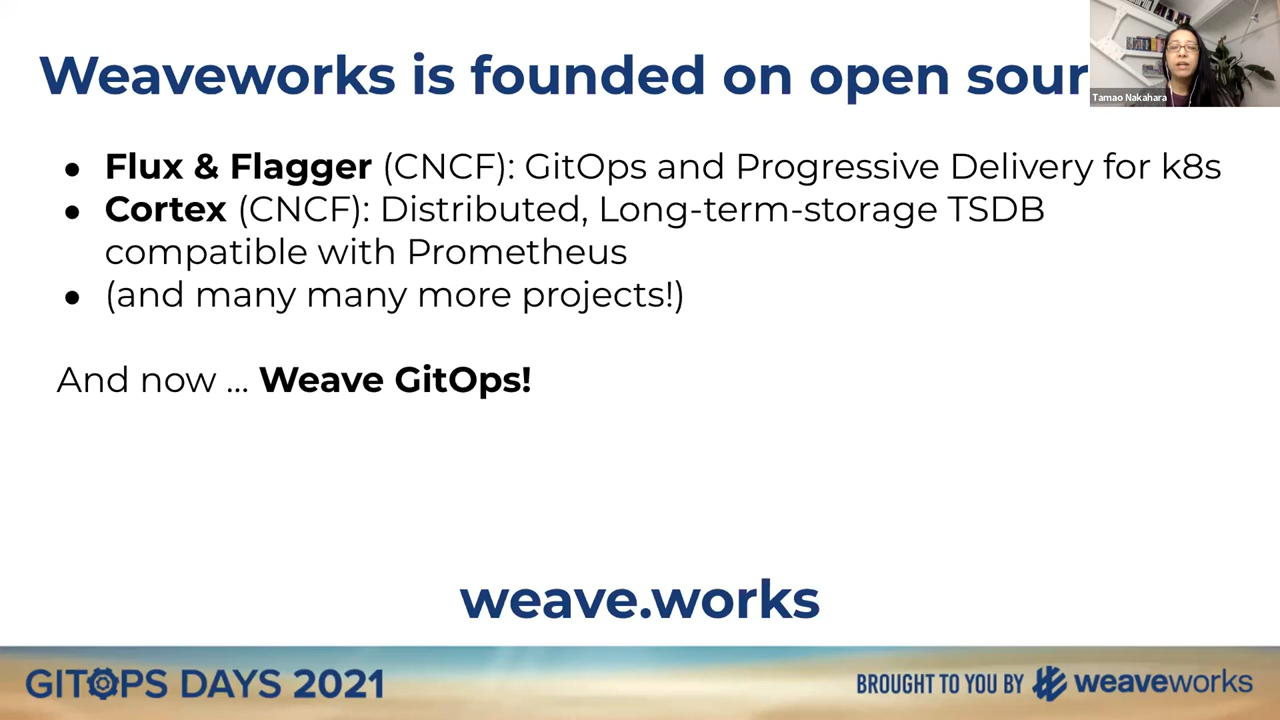 Weaveworks is founded on open sour
Tamao Nakahara
● Flux & Flagger (CNCF): GitOps and Progressive Delivery for k8s
● Cortex (CNCF): Distributed, Long-term-storage TSDB
compatible with Prometheus
● (and many many more projects!)
And now ... Weave GitOps!
weave.works
GITOPS DAYS 2021
BROUGHT TO YOU BY weaveworks